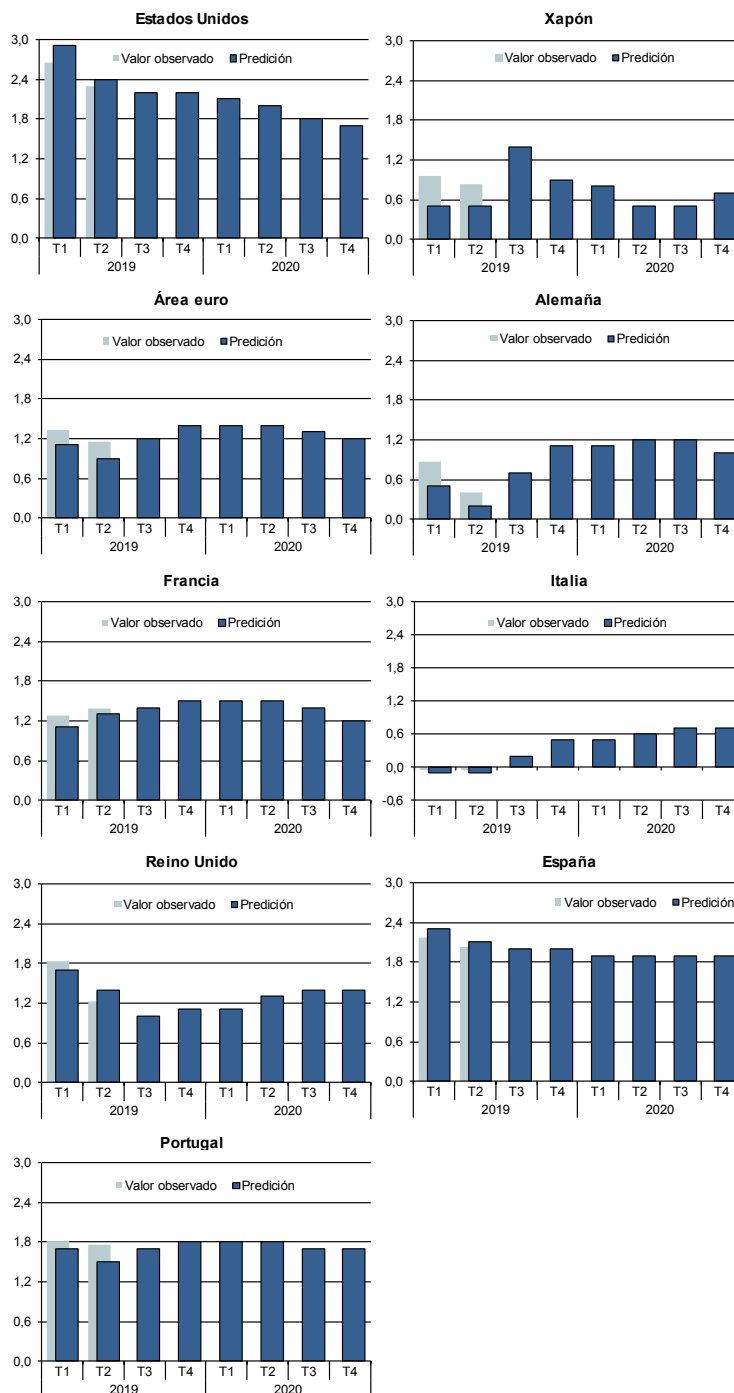 Estados Unidos
Valor observado Predición
3,0
2,4
1,8
1,2
0,6
0,0
T1 T2 T3 T4 T1 T2 T3 T4
2019 2020
Xapón
Valor observado Predición
3,0
2,4
1,8
1,2
0,6
0,0
T1 T2 T3 T4 T1 T2 T3 T4
2019 2020
Área euro
Valor observado Predición
3,0
2,4
1,8
1,2
0,6
0,0
T1 T2 T3 T4 T1 T2 T3 T4
2019 2020
Alemaña
Valor observado Predición
3,0
2,4
1,8
1,2
0,6
0,0
T1 T2 T3 T4 T1 T2 T3 T4
2019 2020
Francia
Valor observado Predición
3,0
2,4
1,8
1,2
0,6
0,0
T1 T2 T3 T4 T1 T2 T3 T4
2019 2020
Italia
Valor observado Predición
3,0
2,4
1,8
1,2
0,6
0,0
-0,6
T1 T2 T3 T4 T1 T2 T3 T4
2019 2020
Reino Unido
Valor observado Predición
3,0
2,4
1,8
1,2
0,6
0,0
T1 T2 T3 T4 T1 T2 T3 T4
2019 2020
España
Valor observado Predición
3,0
2,4
1,8
1,2
0,6
0,0
T1 T2 T3 T4 T1 T2 T3 T4
2019 2020
Portugal
Valor observado Predición
3,0
2,4
1,8
1,2
0,6
0,0
T1 T2 T3 T4 T1 T2 T3 T4
2019 2020